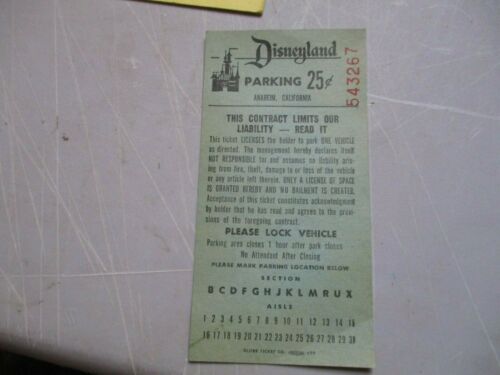 Disneyland
PARKING 25¢
ANAHEIM, CALIFORNIA
543267
THIS CONTRACT LIMITS OUR
LIABILITY — READ IT
This ticket LICENSES the holder to park ONE VEHICLE
as directed. The management hereby declares itself
NOT RESPONSIBLE for and assumes no liability aris-
ing from fire, theft, damage to or loss of the vehicle
or any article left therein. ONLY A LICENSE OF SPACE
IS GRANTED HEREBY AND NO BAILMENT IS CREATED.
Acceptance of this ticket constitutes acknowledgment
by holder that he has read and agrees to the provi-
sions of the foregoing contract.
PLEASE LOCK VEHICLE
Parking area closes 1 hour after park closes
No Attendant After Closing
PLEASE MARK PARKING LOCATION BELOW
SECTION
B C D F G H J K L M R U X
AISLE
1 2 3 4 5 6 7 8 9 10 11 12 13 14 15
16 17 18 19 20 21 22 23 24 25 26 27 28 29 30
GLOBE TICKET CO.